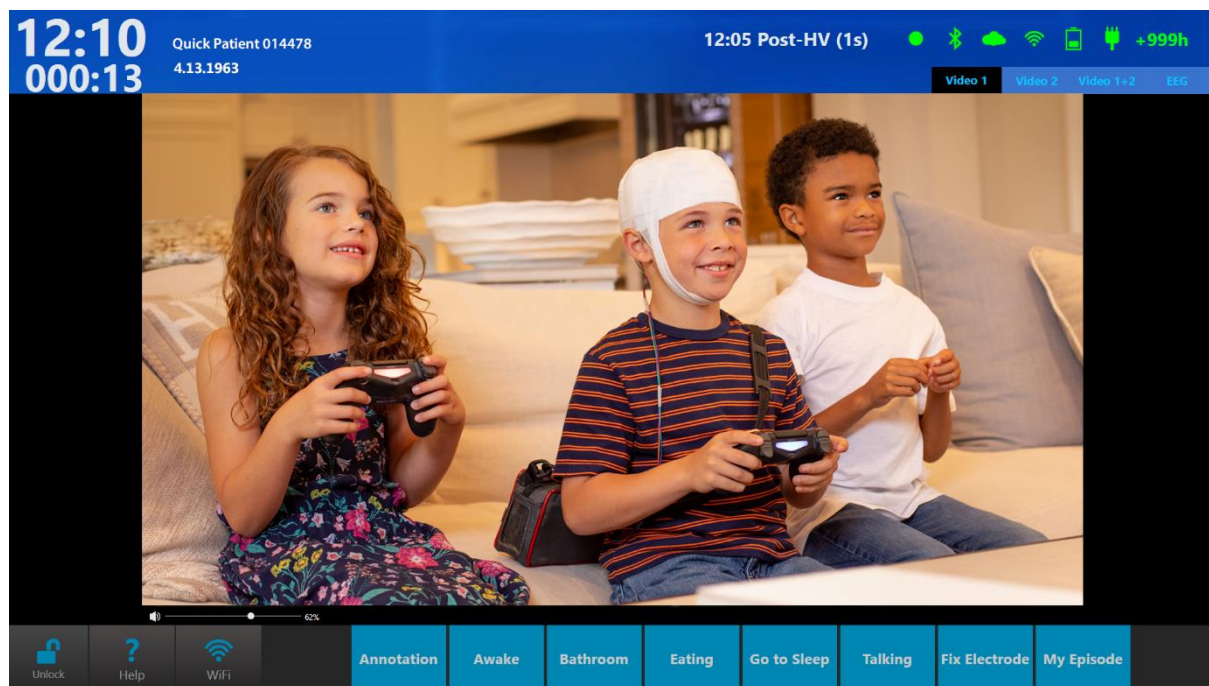 12:10
000:13
Quick Patient 014478
4.13.1963
12:05 Post-HV (1s)
+999h
Video 1
Video 2
Video 1+2
EEG
62%
Unlock
? Help
WiFi
Annotation
Awake
Bathroom
Eating
Go to Sleep
Talking
Fix Electrode
My Episode